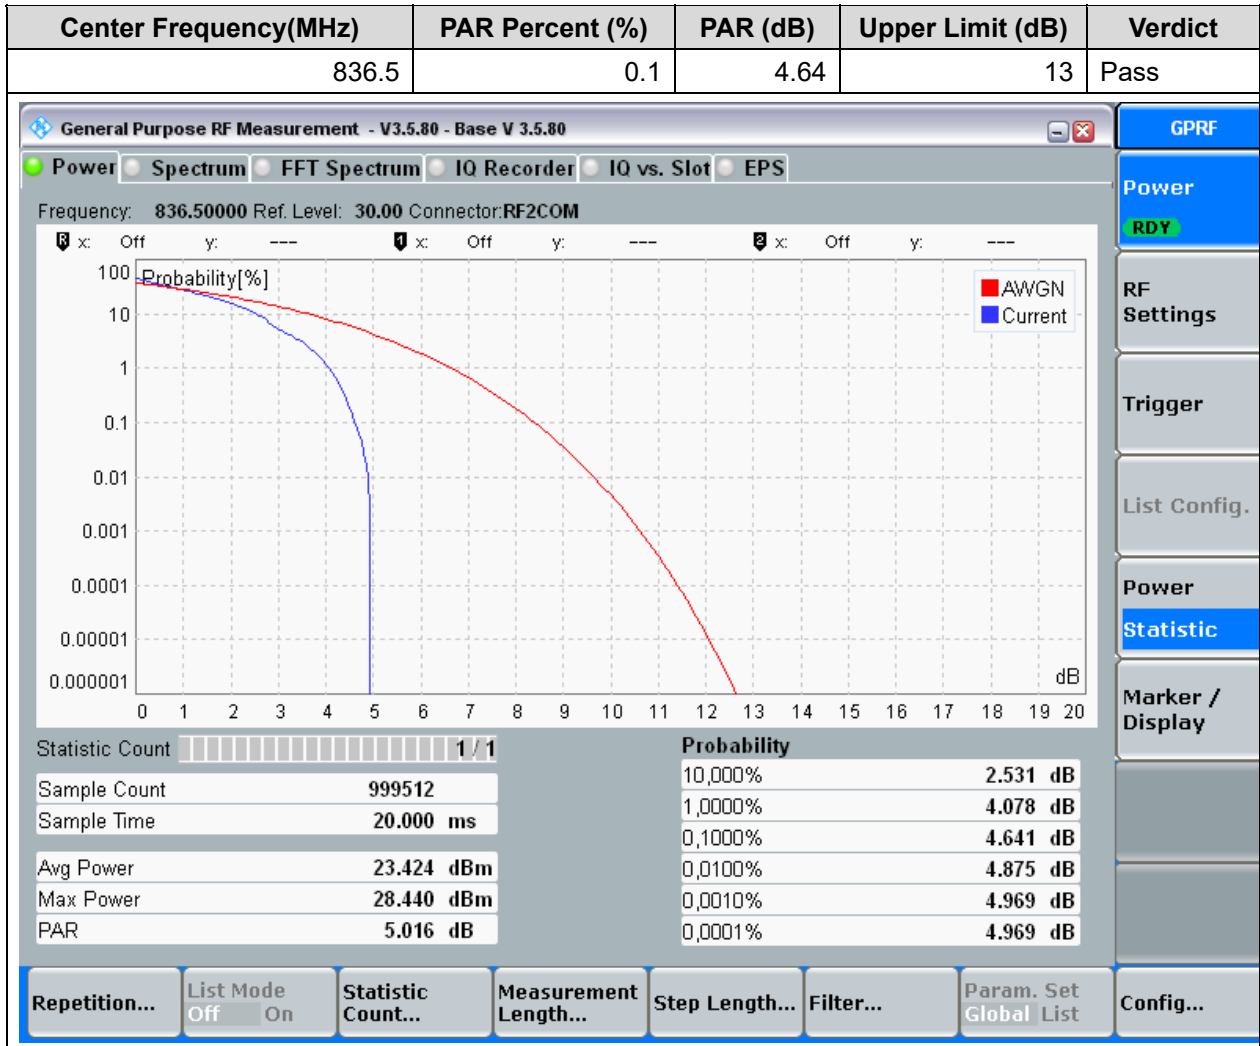 Center Frequency(MHz) PAR Percent (%) PAR (dB) Upper Limit (dB) Verdict
836.5 0.1 4.64 13 Pass
General Purpose RF Measurement - V3.5.80 - Base V 3.5.80
GPRF
Power Spectrum FFT Spectrum IQ Recorder IQ vs. Slot EPS
Frequency: 836.50000 Ref. Level: 30.00 Connector:RF2COM
R x: Off y: --- 1 x: Off y: --- 2 x: Off y: ---
Probability[%]
100
10
1
0.1
0.01
0.001
0.0001
0.00001
0.000001
AWGN
Current
dB
0 1 2 3 4 5 6 7 8 9 10 11 12 13 14 15 16 17 18 19 20
Statistic Count 1 / 1
Sample Count 999512
Sample Time 20.000 ms
Avg Power 23.424 dBm
Max Power 28.440 dBm
PAR 5.016 dB
Probability
10,000% 2.531 dB
1,0000% 4.078 dB
0,1000% 4.641 dB
0,0100% 4.875 dB
0,0010% 4.969 dB
0,0001% 4.969 dB
Power
RDY
RF
Settings
Trigger
List Config.
Power
Statistic
Marker /
Display
Repetition...
List Mode
Off On
Statistic
Count...
Measurement
Length...
Step Length...
Filter...
Param. Set
Global List
Config...